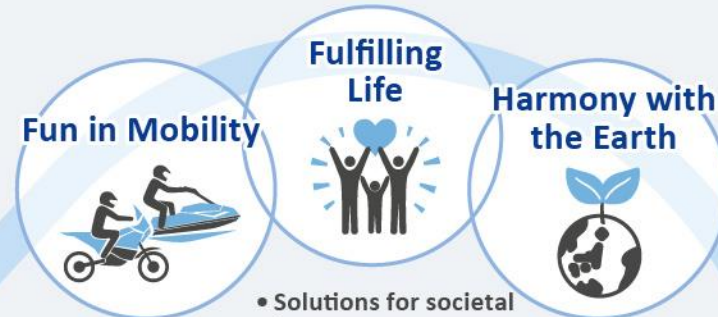 Fun in Mobility
Fulfilling
Life
Harmony with
the Earth
• Solutions for societal